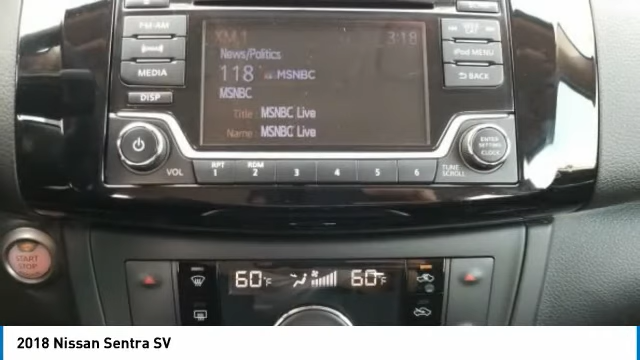 XM 1 3:18
FM·AM
News/Politics
iPod MENU
118 MSNBC
MEDIA
BACK
MSNBC
DISP
Title MSNBC Live
Name MSNBC Live
ENTER
SETTING
CLOCK
VOL
RPT RDM
1 2 3 4 5 6
TUNE
SCROLL
START
STOP
60°F 60°F
2018 Nissan Sentra SV